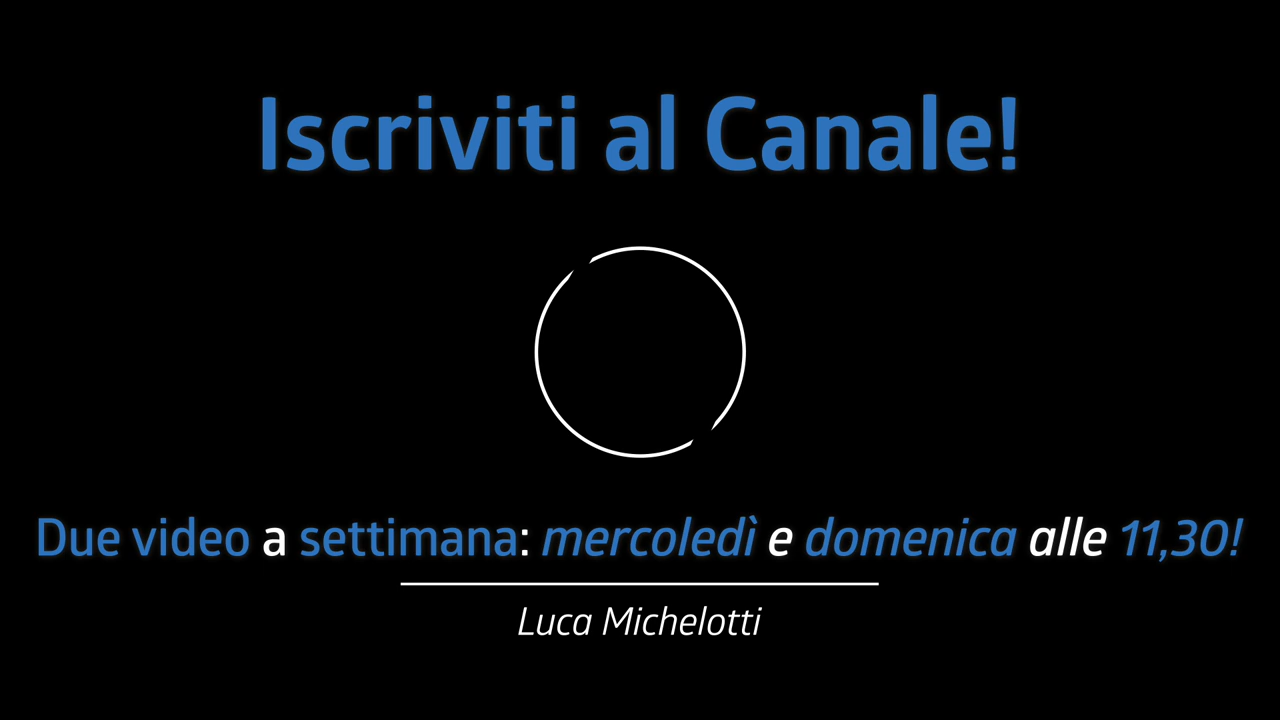 Iscriviti al Canale!
Due video a settimana: mercoledì e domenica alle 11,30!
Luca Michelotti